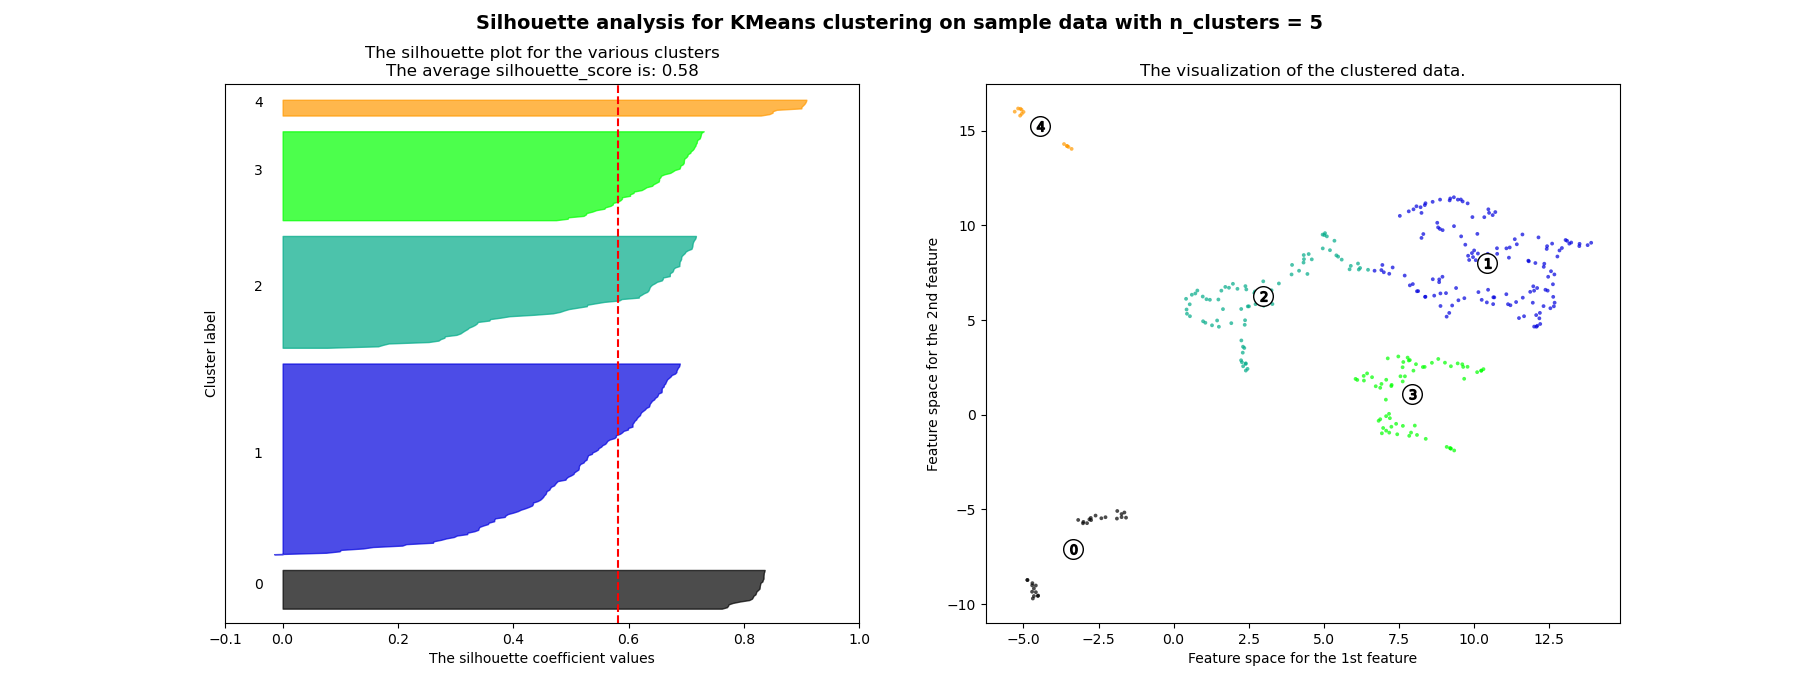 Silhouette analysis for KMeans clustering on sample data with n_clusters = 5
The silhouette plot for the various clusters
The average silhouette_score is: 0.58
Cluster label
4
3
2
1
0
−0.1 0.0 0.2 0.4 0.6 0.8 1.0
The silhouette coefficient values
The visualization of the clustered data.
Feature space for the 2nd feature
15
10
5
0
−5
−10
4
1
2
3
0
−5.0 −2.5 0.0 2.5 5.0 7.5 10.0 12.5
Feature space for the 1st feature